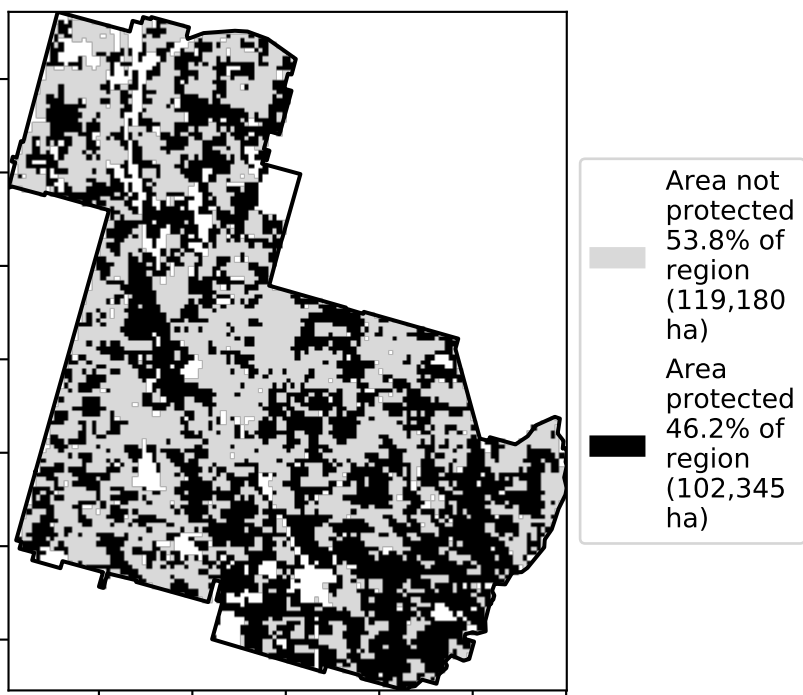 Area not
protected
53.8% of
region
(119,180
ha)
Area
protected
46.2% of
region
(102,345
ha)